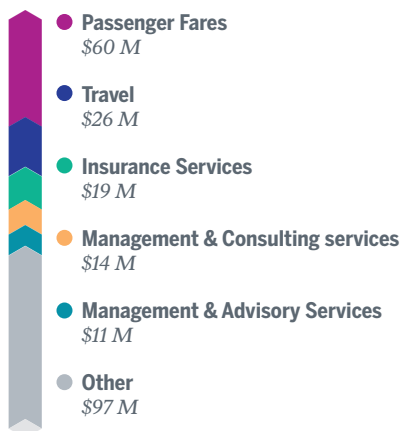 Passenger Fares
$60 M
Travel
$26 M
Insurance Services
$19 M
Management & Consulting services
$14 M
Management & Advisory Services
$11 M
Other
$97 M